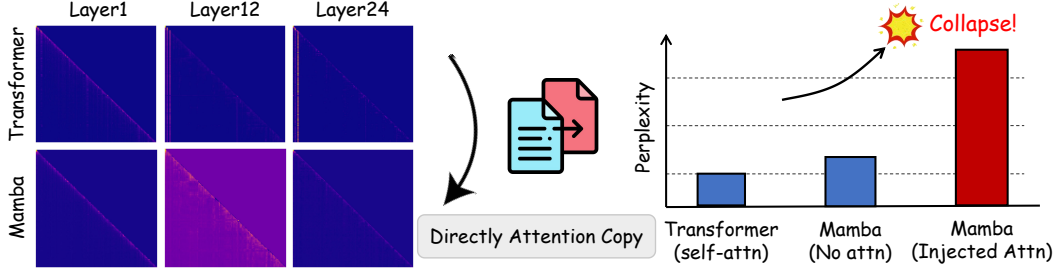 Layer1 Layer12 Layer24
Transformer
Mamba
Directly Attention Copy
Collapse!
Perplexity
Transformer
(self-attn)
Mamba
(No attn)
Mamba
(Injected Attn)